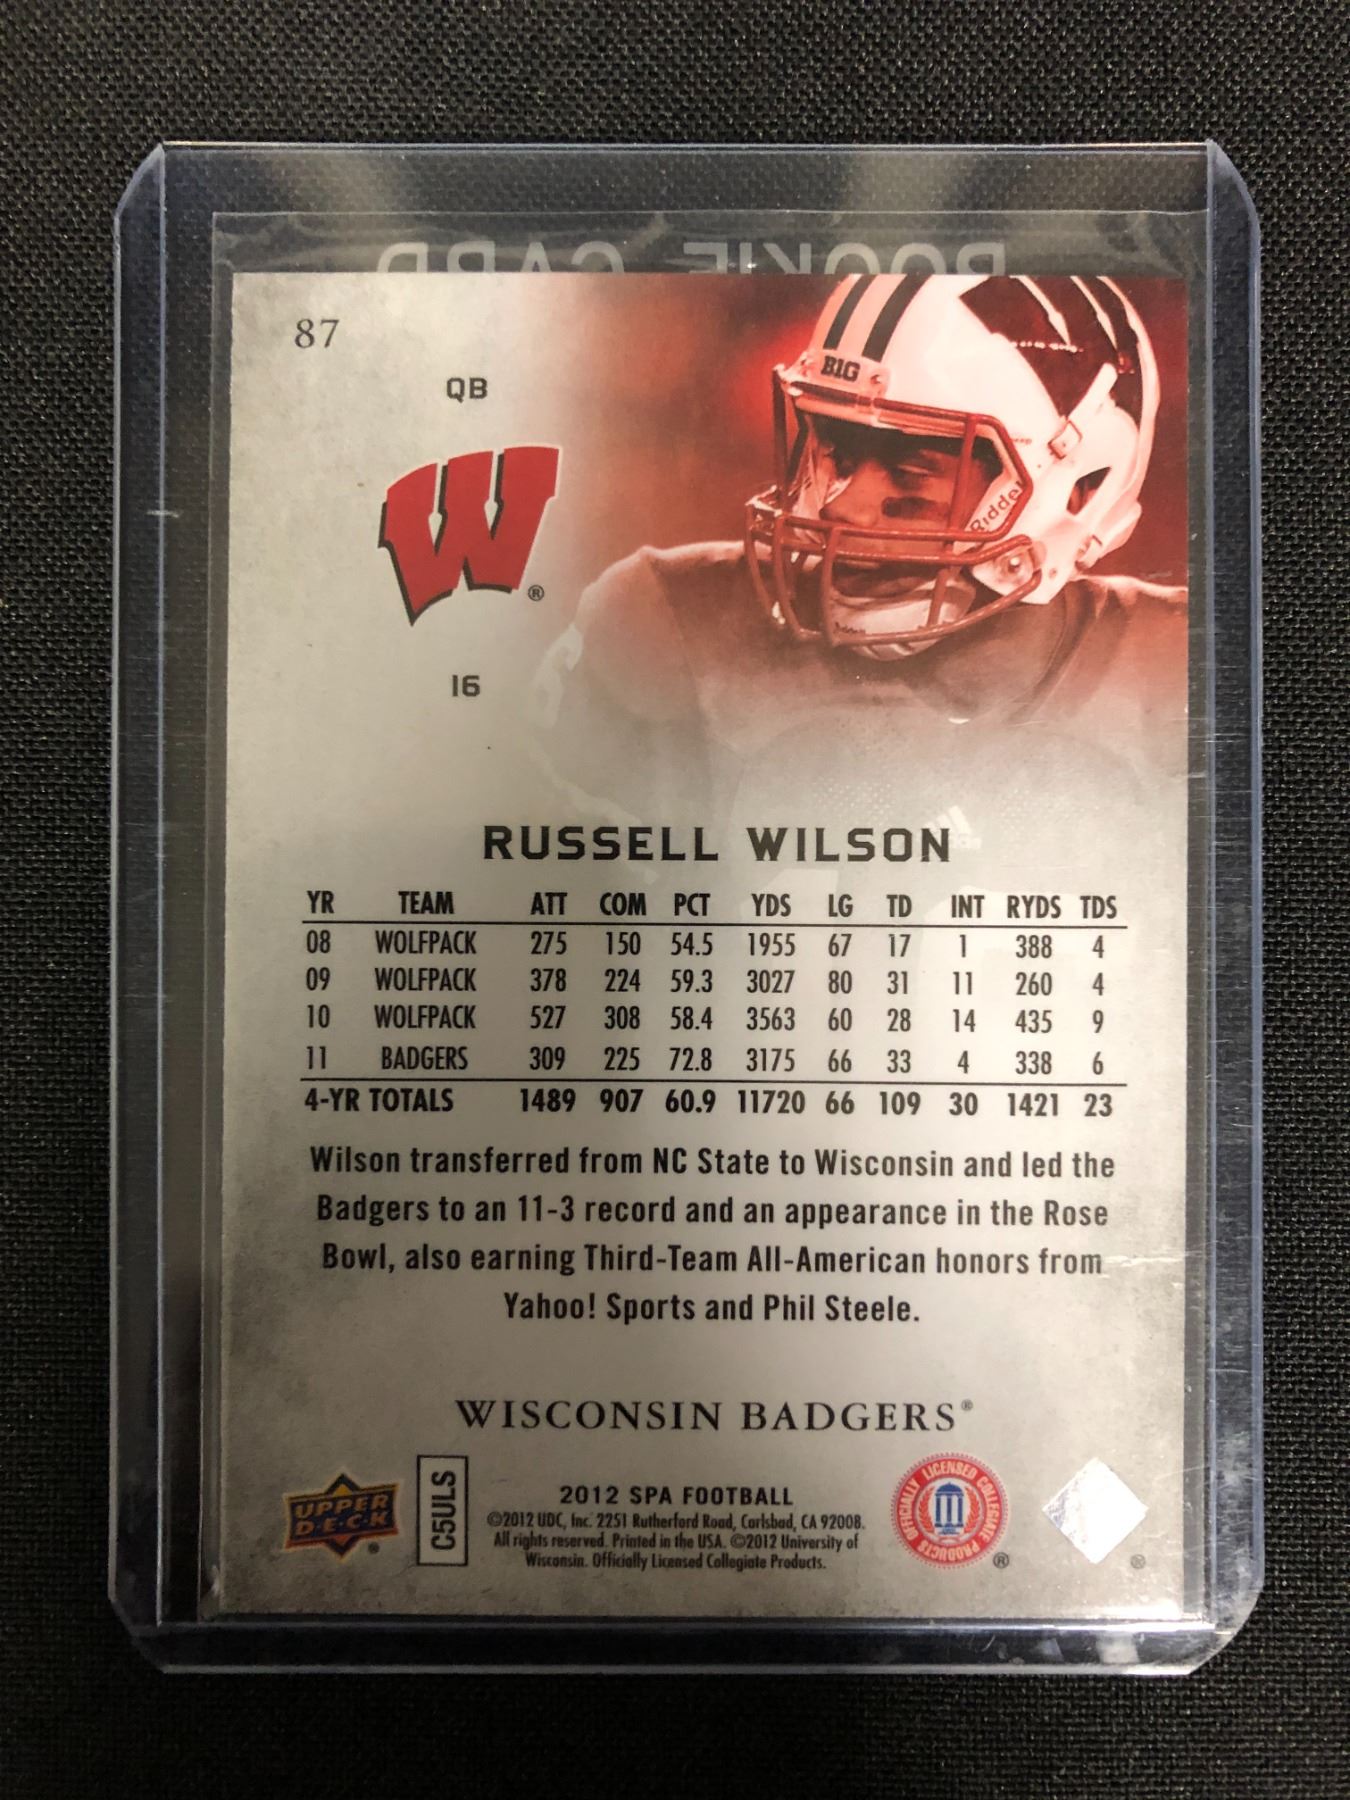 ROOKIE CARD
87
QB
BIG
Riddell
W®
16
adidas
RUSSELL WILSON
YR TEAM ATT COM PCT YDS LG TD INT RYDS TDS
08 WOLFPACK 275 150 54.5 1955 67 17 1 388 4
09 WOLFPACK 378 224 59.3 3027 80 31 11 260 4
10 WOLFPACK 527 308 58.4 3563 60 28 14 435 9
11 BADGERS 309 225 72.8 3175 66 33 4 338 6
4-YR TOTALS 1489 907 60.9 11720 66 109 30 1421 23
Wilson transferred from NC State to Wisconsin and led the
Badgers to an 11-3 record and an appearance in the Rose
Bowl, also earning Third-Team All-American honors from
Yahoo! Sports and Phil Steele.
WISCONSIN BADGERS®
UPPER DECK®
C5ULS
2012 SPA FOOTBALL
©2012 UDC, Inc. 2251 Rutherford Road, Carlsbad, CA 92008.
All rights reserved. Printed in the USA. ©2012 University of
Wisconsin. Officially Licensed Collegiate Products.
OFFICIALLY LICENSED COLLEGIATE PRODUCTS ®
®